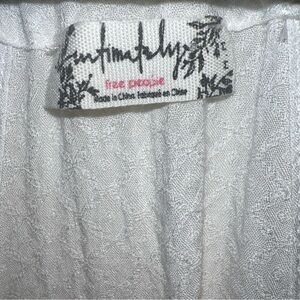 intimately
free people
Made in China. Fabriqué en Chine